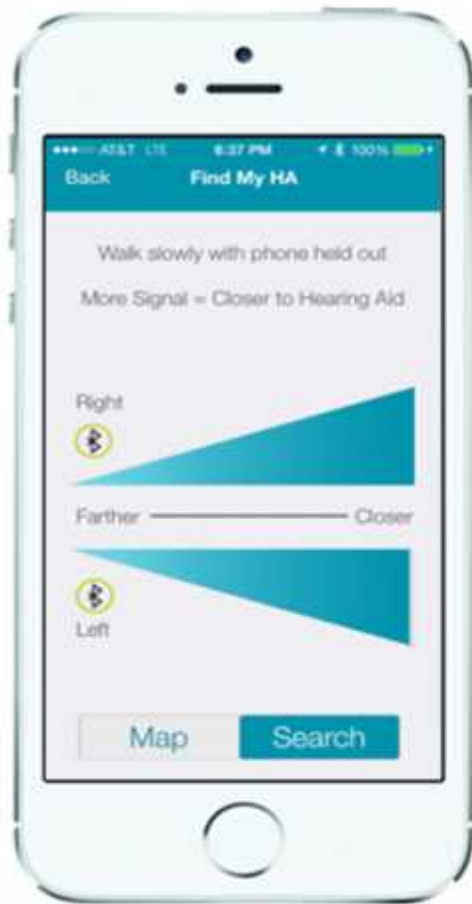 AT&T LTE 6:37 PM 100%
Back Find My HA
Walk slowly with phone held out
More Signal = Closer to Hearing Aid
Right
Farther Closer
Left
Map Search